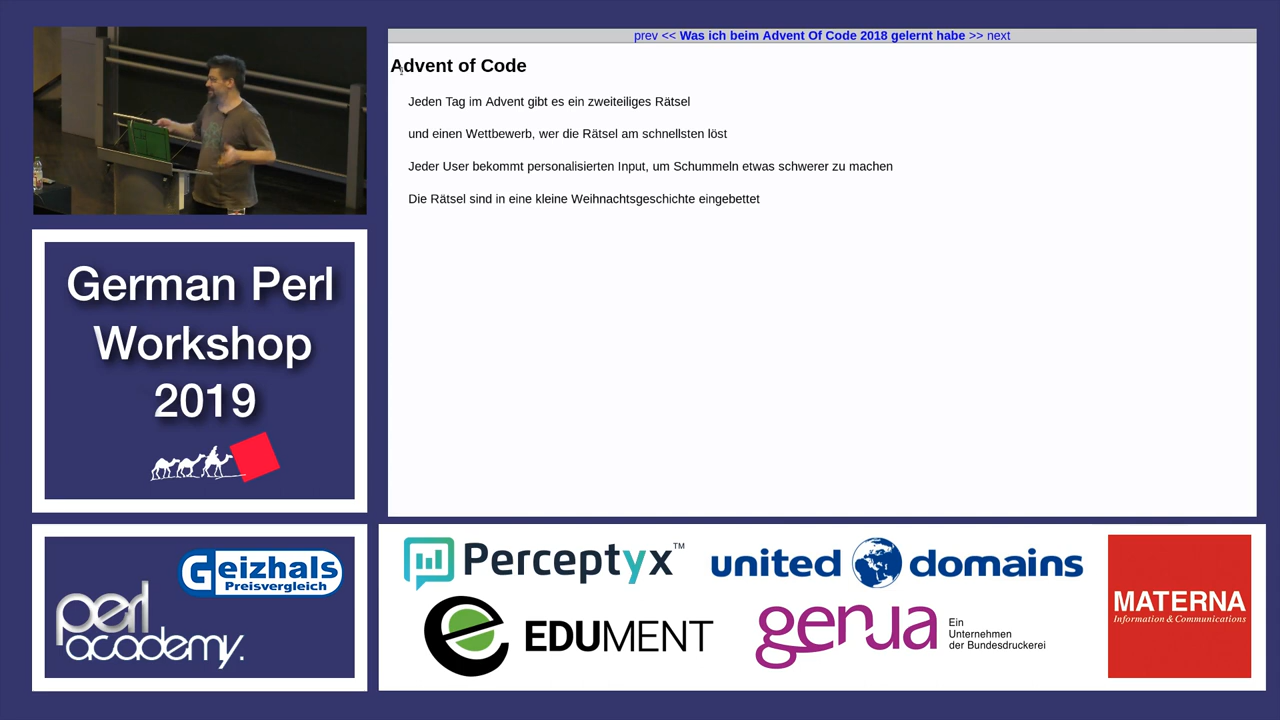 prev << Was ich beim Advent Of Code 2018 gelernt habe >> next
Advent of Code
Jeden Tag im Advent gibt es ein zweiteiliges Rätsel
und einen Wettbewerb, wer die Rätsel am schnellsten löst
Jeder User bekommt personalisierten Input, um Schummeln etwas schwerer zu machen
Die Rätsel sind in eine kleine Weihnachtsgeschichte eingebettet
German Perl
Workshop
2019
Geizhals
Preisvergleich
perl
academy.
Perceptyx™
united domains
EDUMENT
genua
Ein
Unternehmen
der Bundesdruckerei
MATERNA
Information & Communications